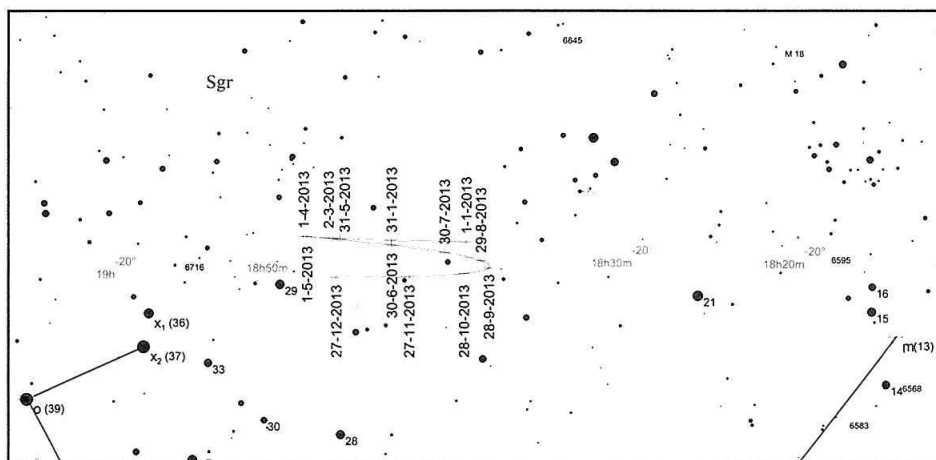 6645
M 18
Sgr
1-4-2013
2-3-2013
31-5-2013
31-1-2013
30-7-2013
1-1-2013
29-8-2013
-20°
19h
6716
18h50m
-20
18h30m
-20°
18h20m
6595
29
1-5-2013
27-12-2013
30-6-2013
27-11-2013
28-10-2013
28-9-2013
21
16
15
x₁ (36)
x₂ (37)
33
m(13)
14
6568
o (39)
30
28
6583